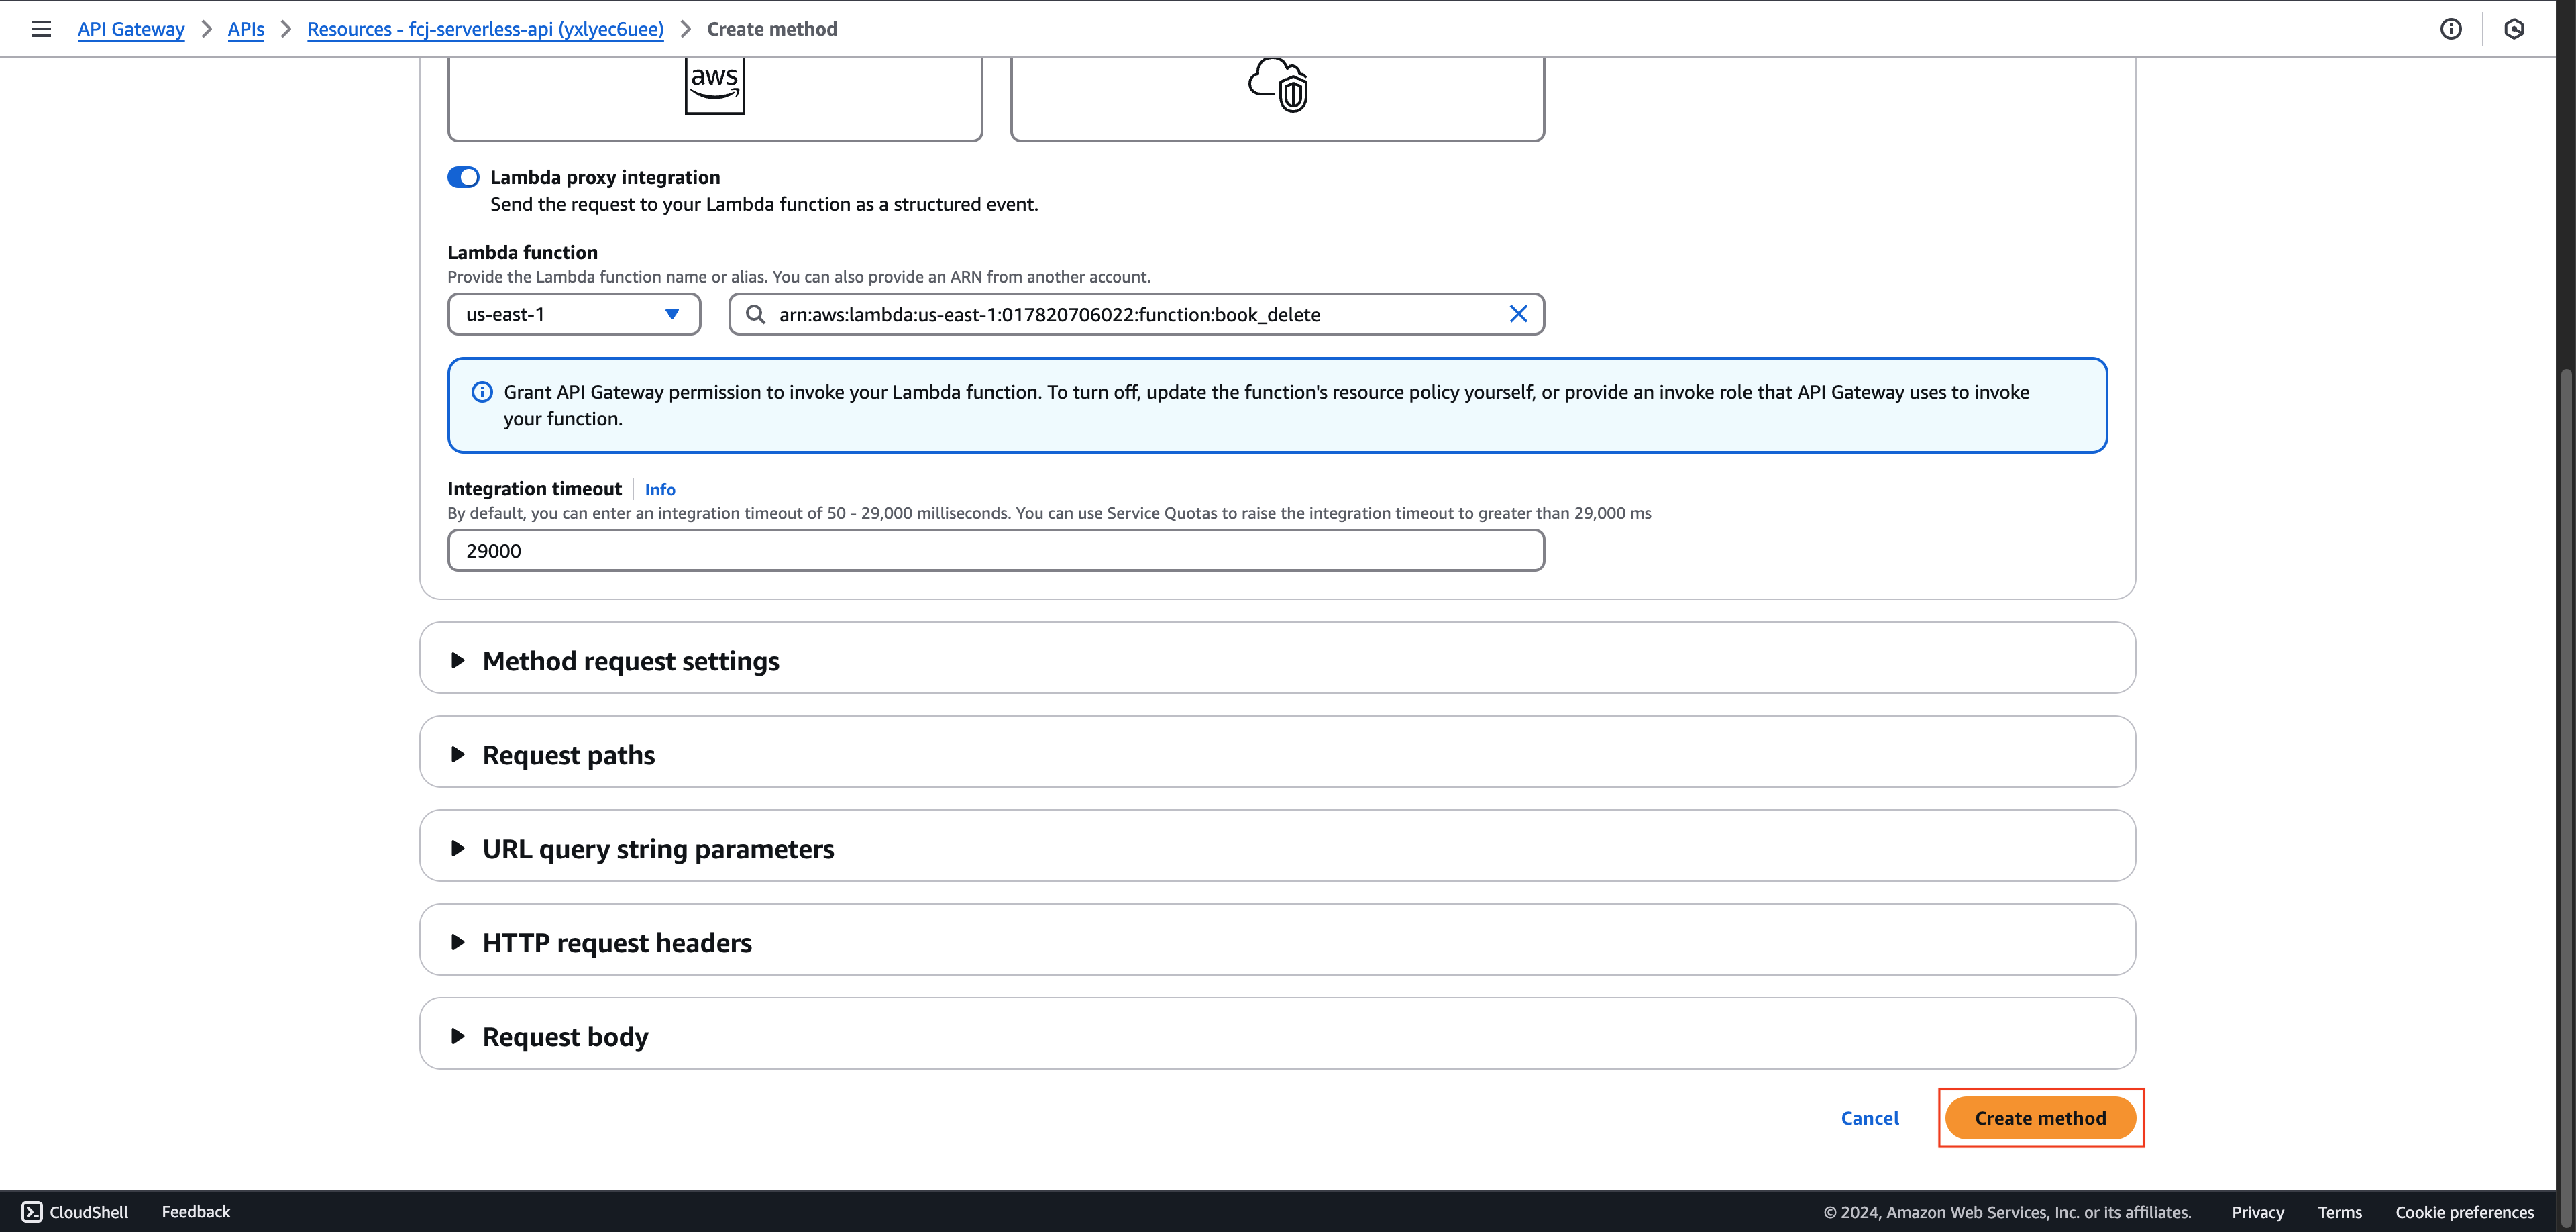 API Gateway > APIs > Resources - fcj-serverless-api (yxlyec6uee) > Create method
aws
Lambda proxy integration
Send the request to your Lambda function as a structured event.
Lambda function
Provide the Lambda function name or alias. You can also provide an ARN from another account.
us-east-1 arn:aws:lambda:us-east-1:017820706022:function:book_delete
Grant API Gateway permission to invoke your Lambda function. To turn off, update the function's resource policy yourself, or provide an invoke role that API Gateway uses to invoke
your function.
Integration timeout Info
By default, you can enter an integration timeout of 50 - 29,000 milliseconds. You can use Service Quotas to raise the integration timeout to greater than 29,000 ms
29000
Method request settings
Request paths
URL query string parameters
HTTP request headers
Request body
Cancel Create method
CloudShell Feedback © 2024, Amazon Web Services, Inc. or its affiliates. Privacy Terms Cookie preferences